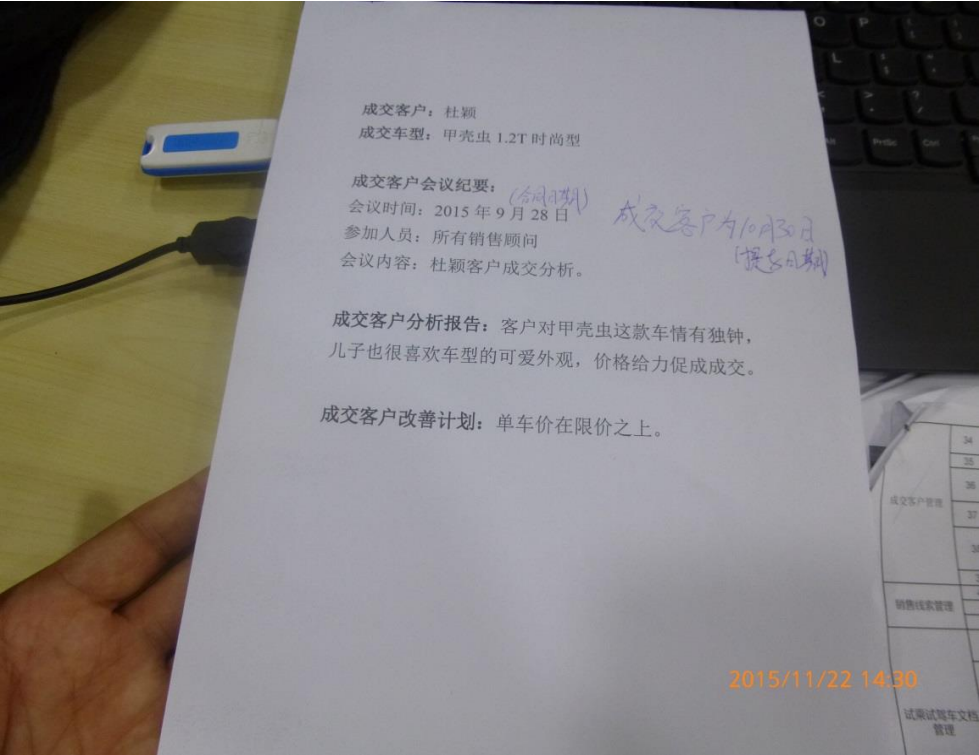 成交客户：杜颖
成交车型：甲壳虫 1.2T 时尚型
成交客户会议纪要：
(合同日期)
会议时间：2015 年 9 月 28 日
成交客户 10月30日
(提车日期)
参加人员：所有销售顾问
会议内容：杜颖客户成交分析。
成交客户分析报告：客户对甲壳虫这款车情有独钟，
儿子也很喜欢车型的可爱外观，价格给力促成成交。
成交客户改善计划：单车价在限价之上。
O P
L
PrtSc Ctrl
34
35
成交客户管理
36
37
销售线索管理
试乘试驾车文档
管理
2015/11/22 14:30